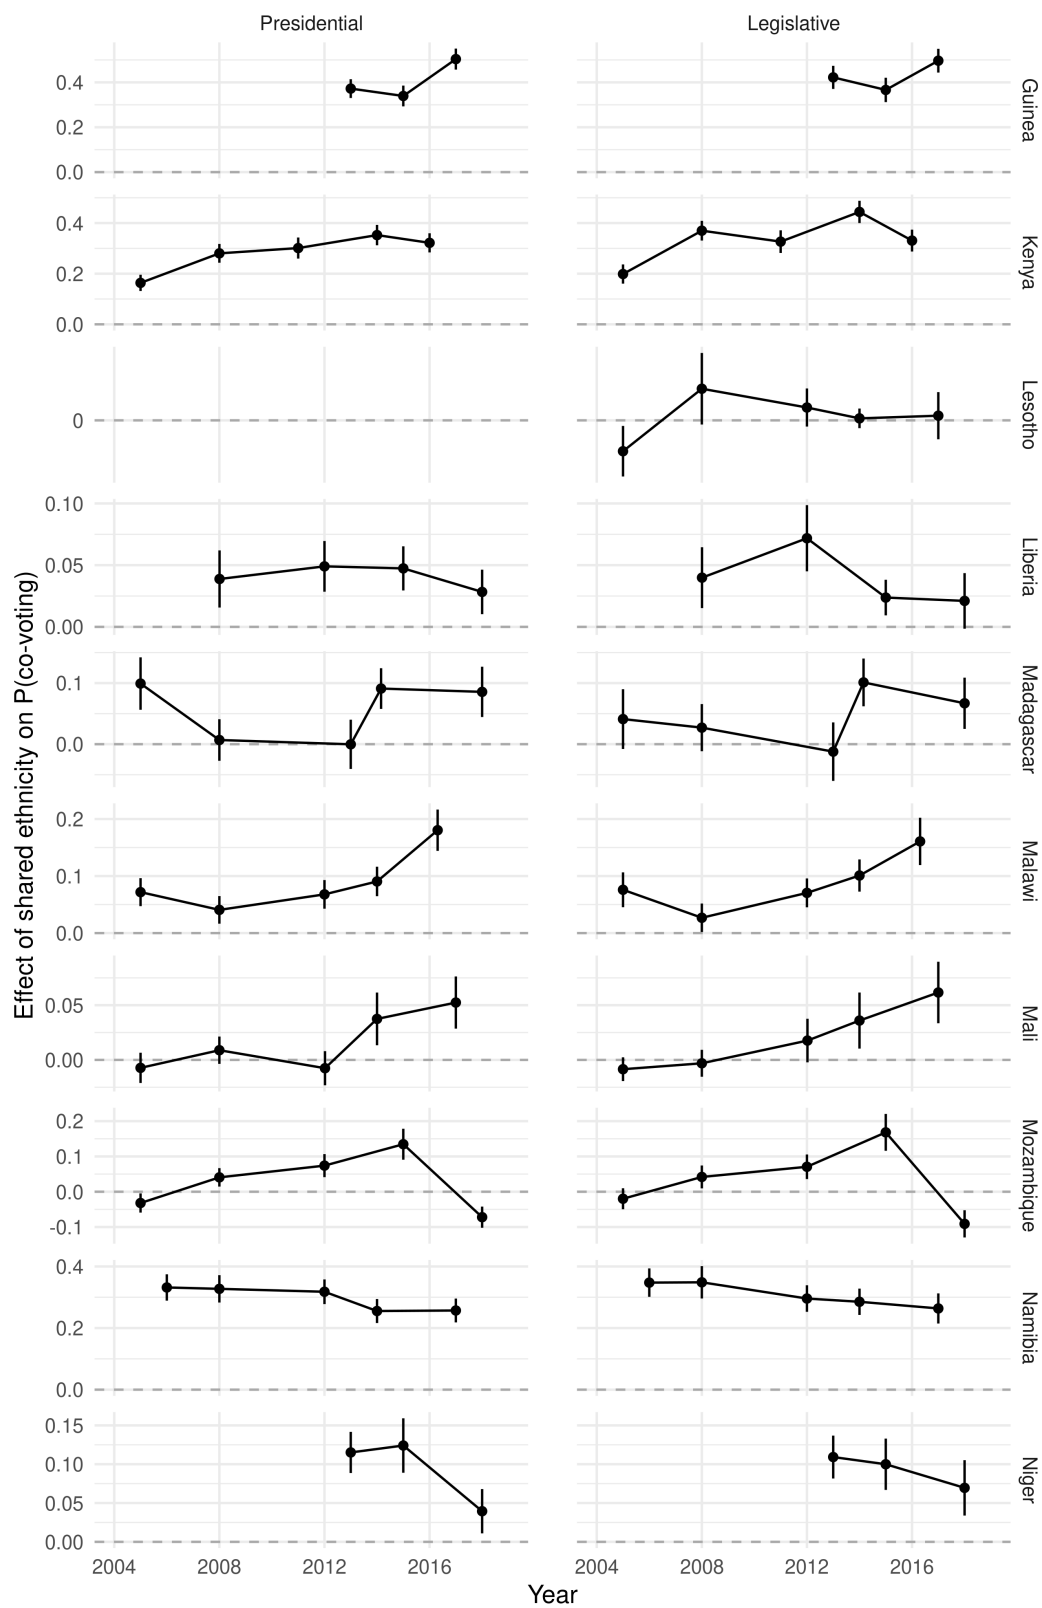 Presidential
Legislative
0.4
0.2
0.0
Guinea
0.4
0.2
0.0
Kenya
0
Lesotho
0.10
0.05
0.00
Liberia
0.1
0.0
Madagascar
0.2
0.1
0.0
Malawi
0.05
0.00
Mali
0.2
0.1
0.0
-0.1
Mozambique
0.4
0.2
0.0
Namibia
0.15
0.10
0.05
0.00
Niger
Effect of shared ethnicity on P(co-voting)
2004 2008 2012 2016 2004 2008 2012 2016
Year